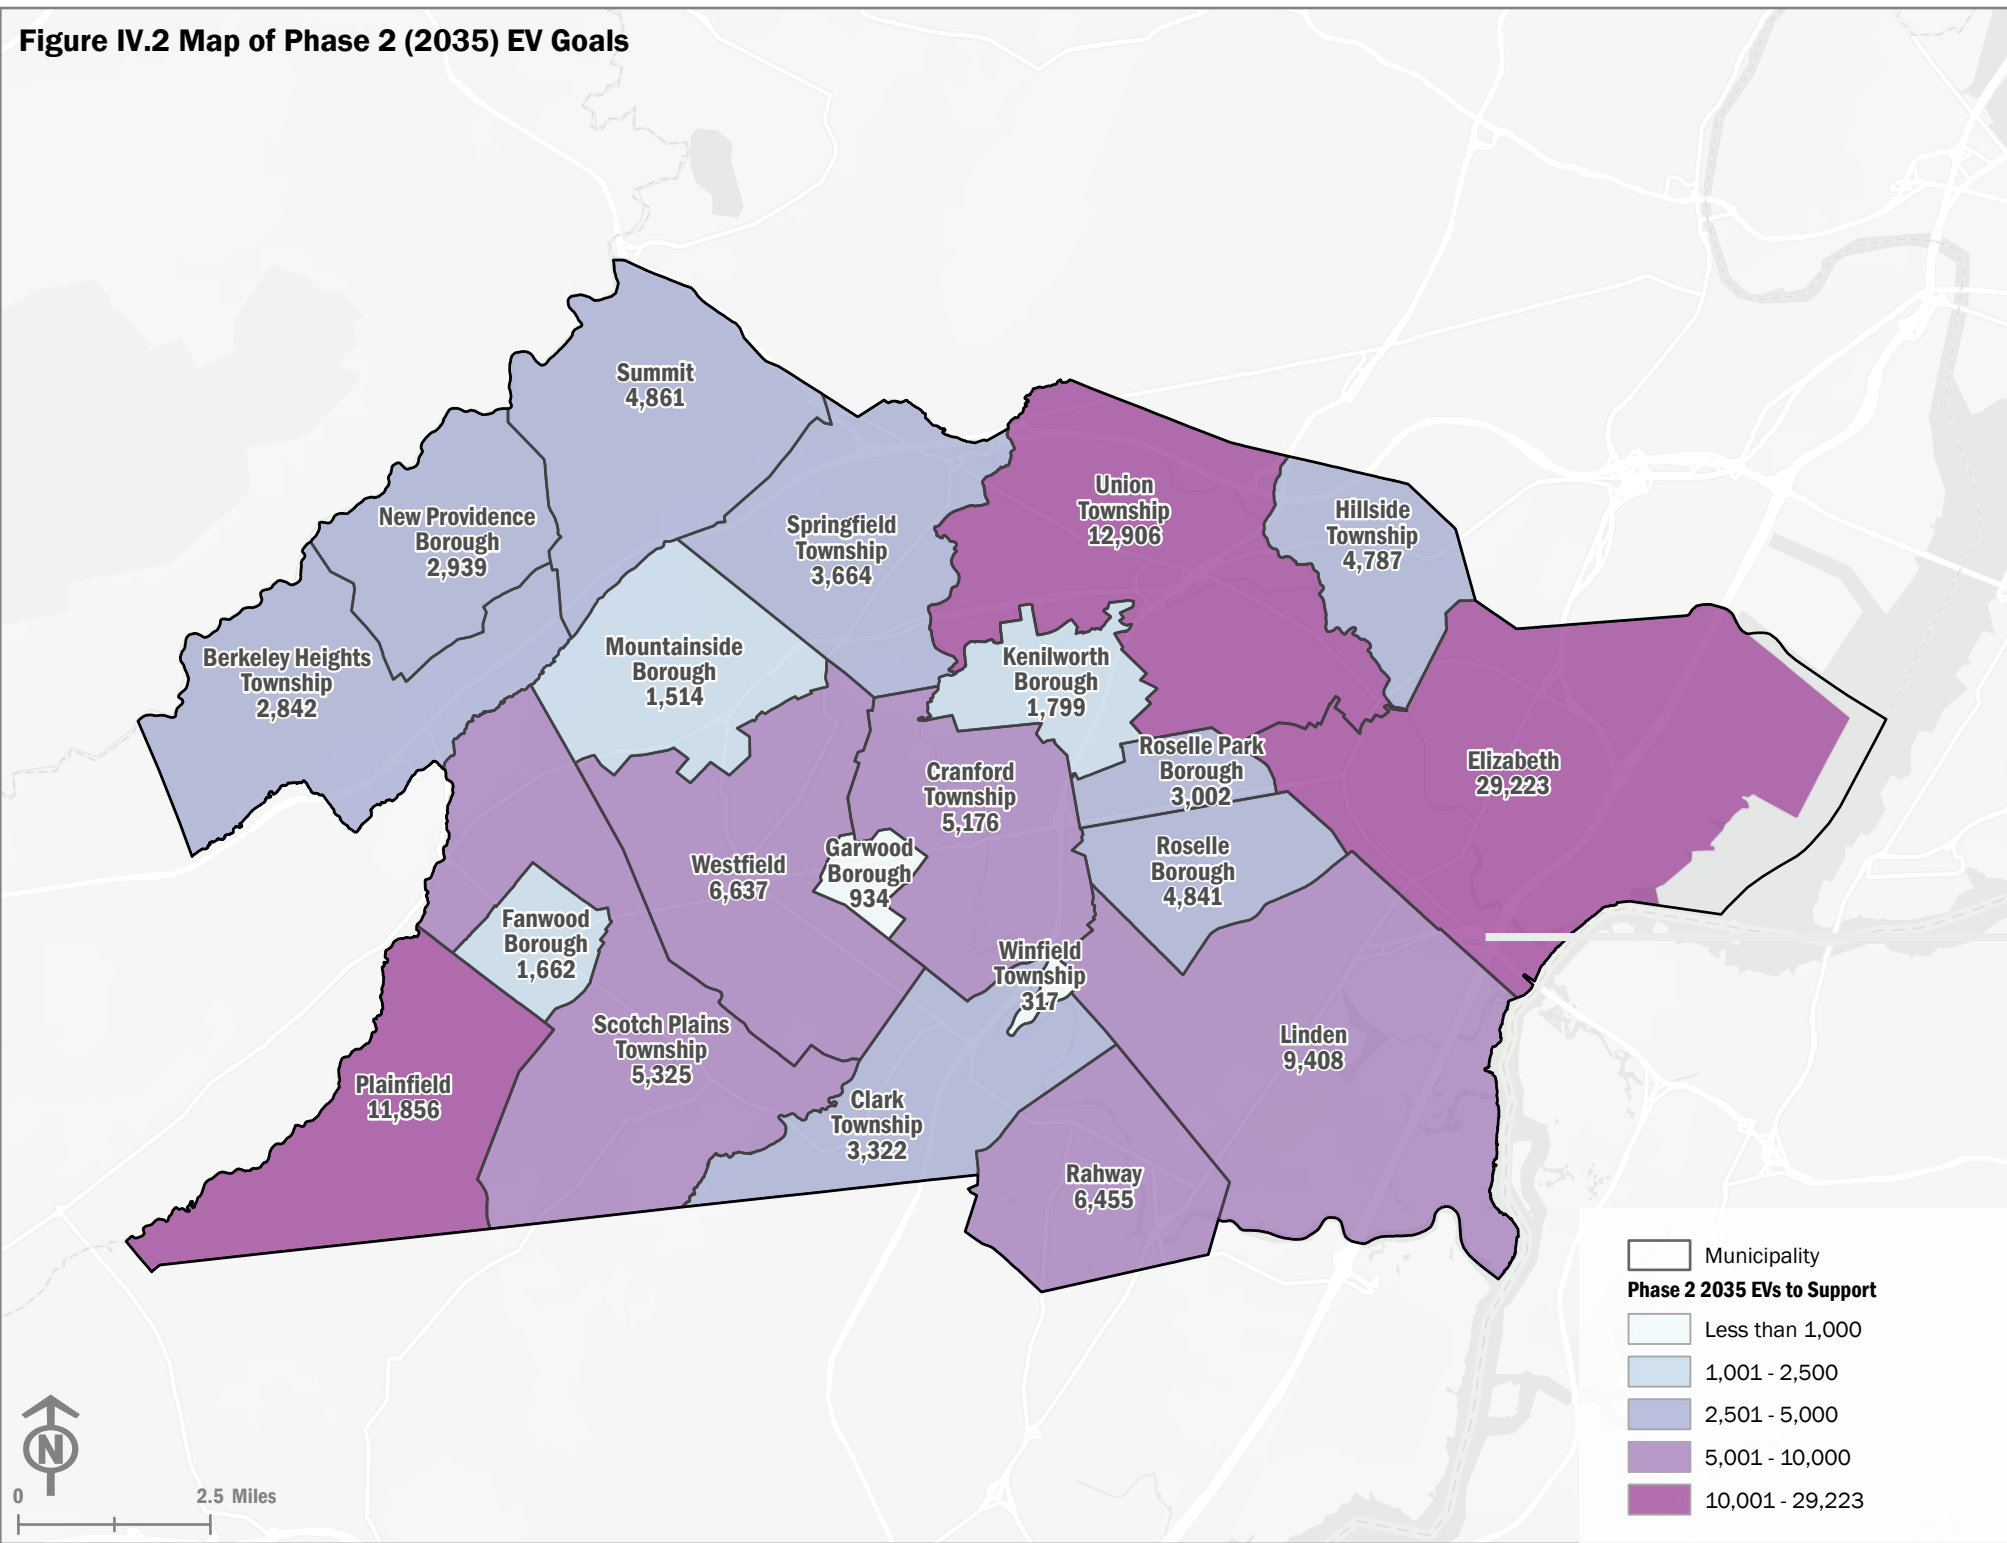 Figure IV.2 Map of Phase 2 (2035) EV Goals
Summit
4,861
Union
Township
12,906
New Providence
Borough
2,939
Springfield
Township
3,664
Hillside
Township
4,787
Berkeley Heights
Township
2,842
Mountainside
Borough
1,514
Kenilworth
Borough
1,799
Roselle Park
Borough
3,002
Elizabeth
29,223
Cranford
Township
5,176
Garwood
Borough
934
Westfield
6,637
Roselle
Borough
4,841
Fanwood
Borough
1,662
Winfield
Township
317
Scotch Plains
Township
5,325
Linden
9,408
Plainfield
11,856
Clark
Township
3,322
Rahway
6,455
Municipality
Phase 2 2035 EVs to Support
Less than 1,000
1,001 - 2,500
2,501 - 5,000
5,001 - 10,000
10,001 - 29,223
N
0
2.5 Miles